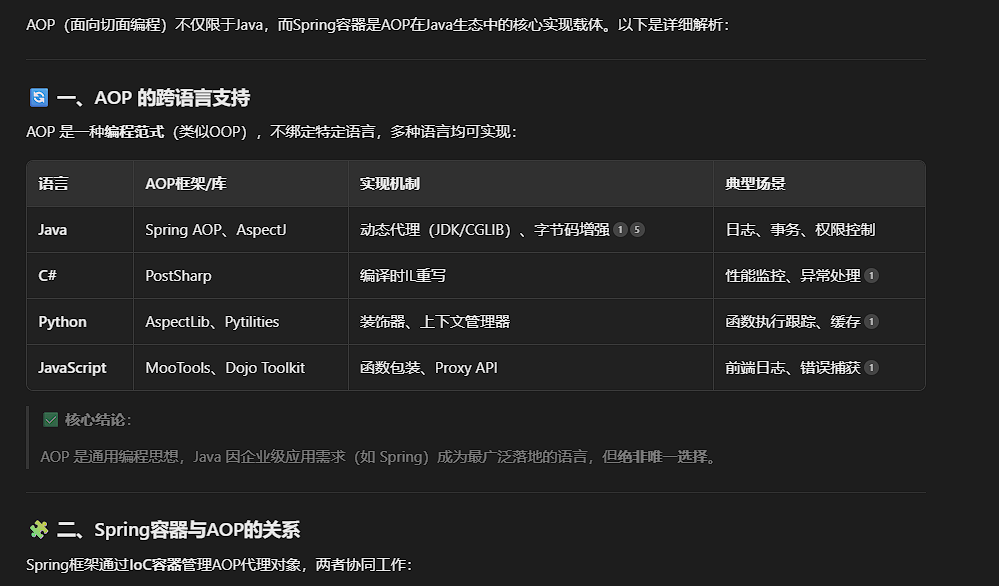 AOP（面向切面编程）不仅限于Java，而Spring容器是AOP在Java生态中的核心实现载体。以下是详细解析：
一、AOP 的跨语言支持
AOP 是一种编程范式（类似OOP），不绑定特定语言，多种语言均可实现：
语言 AOP框架/库 实现机制 典型场景
Java Spring AOP、AspectJ 动态代理（JDK/CGLIB）、字节码增强 1 5 日志、事务、权限控制
C# PostSharp 编译时IL重写 性能监控、异常处理 1
Python AspectLib、Pytilities 装饰器、上下文管理器 函数执行跟踪、缓存 1
JavaScript MooTools、Dojo Toolkit 函数包装、Proxy API 前端日志、错误捕获 1
核心结论：
AOP 是通用编程思想，Java 因企业级应用需求（如 Spring）成为最广泛落地的语言，但绝非唯一选择。
二、Spring容器与AOP的关系
Spring框架通过IoC容器管理AOP代理对象，两者协同工作：